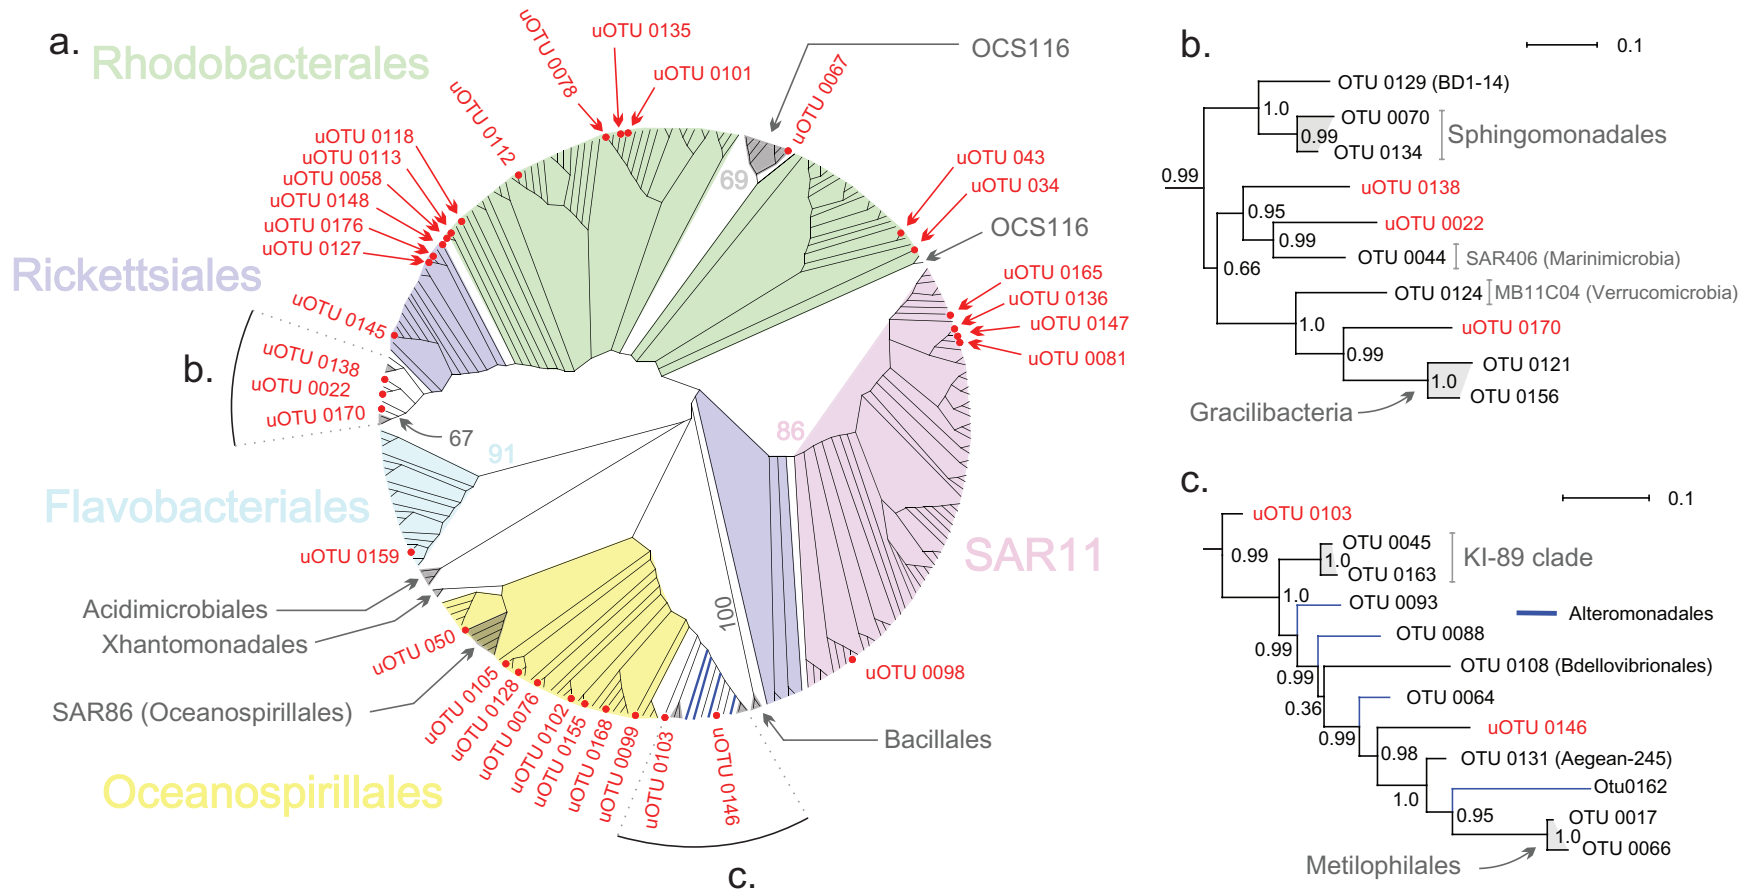 a.
Rhodobacterales
uOTU 0078
uOTU 0135
uOTU 0101
OCS116
uOTU 0067
uOTU 0112
uOTU 0118
uOTU 0113
uOTU 0058
uOTU 0148
uOTU 0176
uOTU 0127
69
uOTU 043
uOTU 034
OCS116
Rickettsiales
uOTU 0165
uOTU 0136
uOTU 0147
uOTU 0081
uOTU 0145
b.
uOTU 0138
uOTU 0022
uOTU 0170
67
91
86
Flavobacteriales
uOTU 0159
SAR11
Acidimicrobiales
Xhantomonadales
100
uOTU 050
uOTU 0098
SAR86 (Oceanospirillales)
uOTU 0105
uOTU 0128
uOTU 0076
uOTU 0102
uOTU 0155
uOTU 0168
uOTU 0099
uOTU 0103
uOTU 0146
Bacillales
Oceanospirillales
c.
b.
0.1
OTU 0129 (BD1-14)
1.0
OTU 0070
0.99
Sphingomonadales
OTU 0134
0.99
uOTU 0138
0.95
uOTU 0022
0.99
OTU 0044
SAR406 (Marinimicrobia)
0.66
OTU 0124
MB11C04 (Verrucomicrobia)
1.0
uOTU 0170
0.99
OTU 0121
1.0
OTU 0156
Gracilibacteria
c.
0.1
uOTU 0103
0.99
OTU 0045
1.0
KI-89 clade
OTU 0163
1.0
OTU 0093
Alteromonadales
OTU 0088
0.99
OTU 0108 (Bdellovibrionales)
0.99
OTU 0064
0.36
uOTU 0146
0.99
0.98
OTU 0131 (Aegean-245)
Otu0162
1.0
0.95
OTU 0017
1.0
OTU 0066
Metilophilales